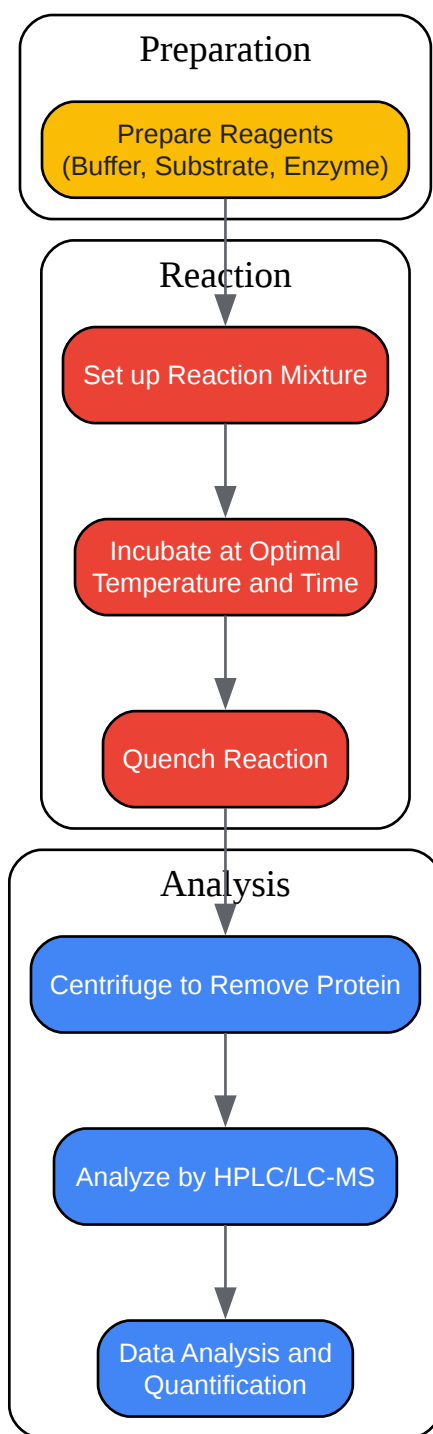 Preparation
Prepare Reagents
(Buffer, Substrate, Enzyme)
Reaction
Set up Reaction Mixture
Incubate at Optimal
Temperature and Time
Quench Reaction
Analysis
Centrifuge to Remove Protein
Analyze by HPLC/LC-MS
Data Analysis and
Quantification